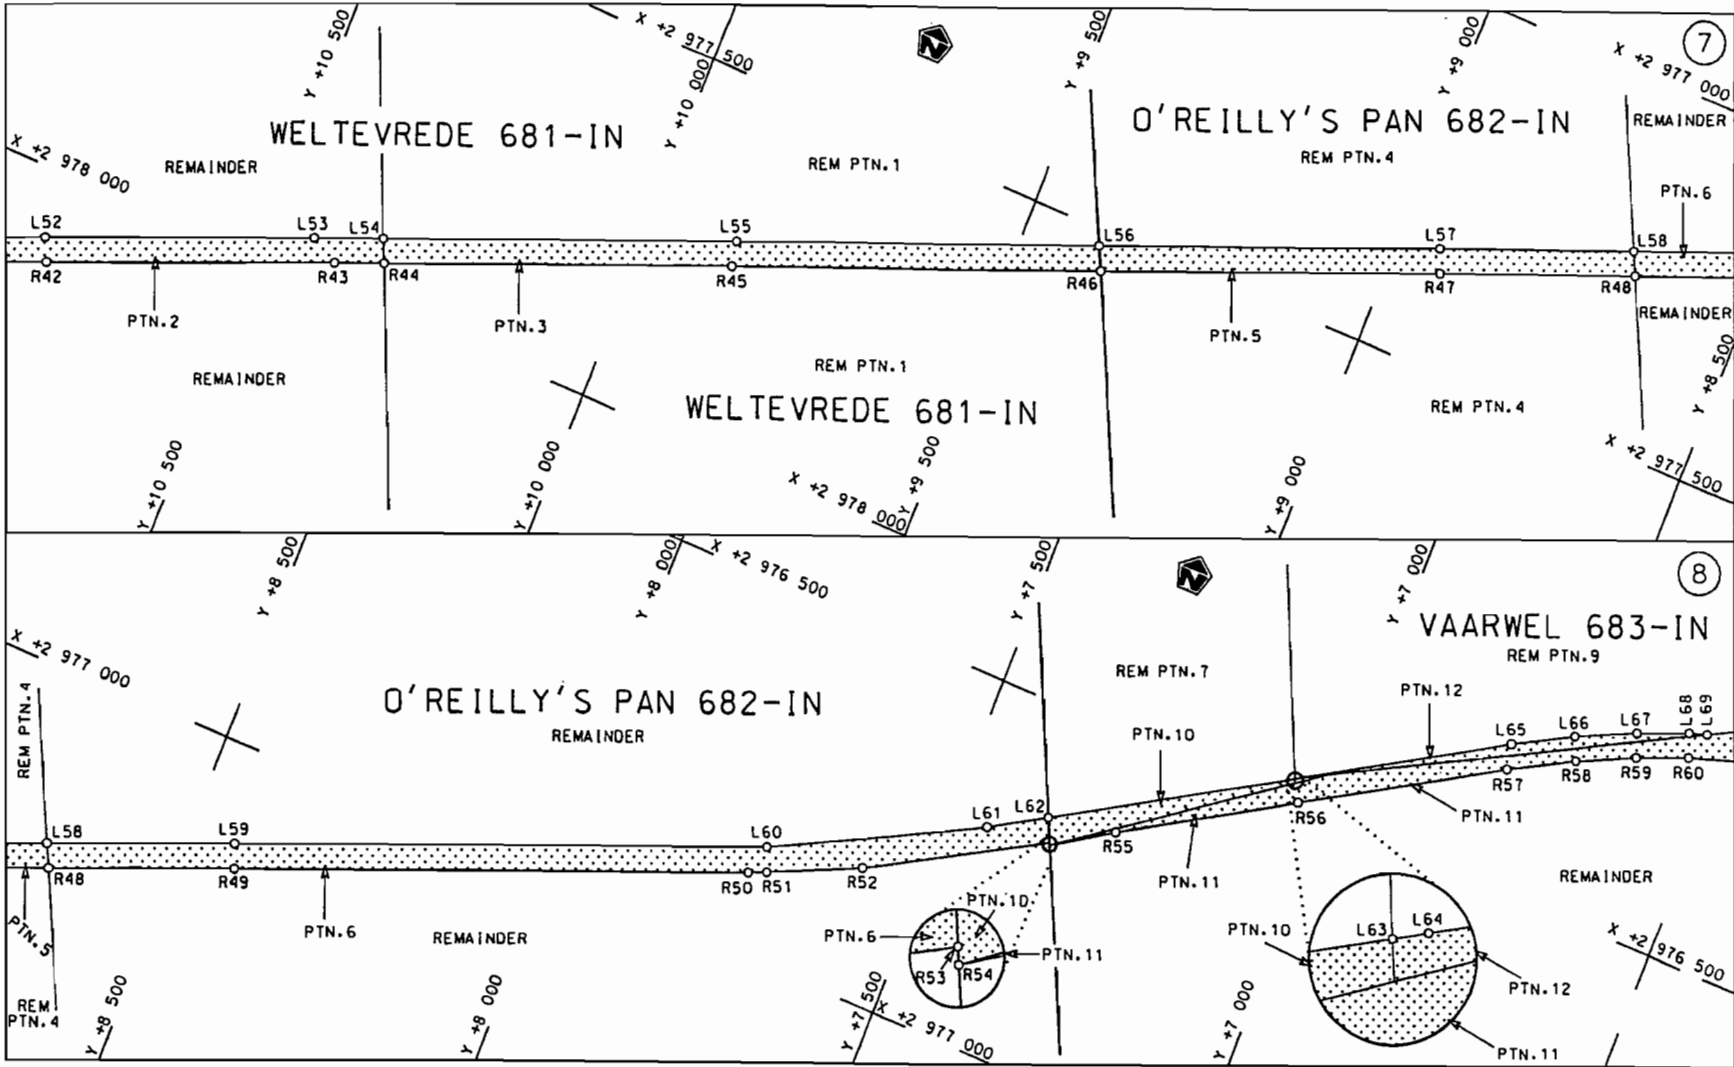 Y +10 500
X +2 977 500
Y +10 000
N
Y +9 500
Y +9 000
X +2 977 000
7
WELTEVREDE 681-IN
O'REILLY'S PAN 682-IN
REMAINDER
X +2 978 000
REMAINDER
REM PTN.1
REM PTN.4
PTN.6
L52
L53
L54
L55
L56
L57
L58
R42
R43
R44
R45
R46
R47
R48
PTN.2
PTN.3
PTN.5
REMAINDER
REMAINDER
REM PTN.1
REM PTN.4
WELTEVREDE 681-IN
Y +8 500
Y +10 500
Y +10 000
X +2 978 000
Y +9 500
Y +9 000
X +2 977 500
Y +8 500
Y +8 000
X +2 976 500
Y +7 500
N
Y +7 000
8
VAARWEL 683-IN
REM PTN.9
X +2 977 000
REM PTN.4
O'REILLY'S PAN 682-IN
REMAINDER
REM PTN.7
PTN.12
PTN.10
L58
L59
L60
L61
L62
L65
L66
L67
L68
L69
R48
R49
R50
R51
R52
R55
R56
R57
R58
R59
R60
PTN.5
PTN.6
REMAINDER
PTN.11
PTN.11
REMAINDER
PTN.6
PTN.10
R53
R54
PTN.11
PTN.10
L63
L64
PTN.12
PTN.11
X +2 976 500
REM
PTN.4
Y +8 500
Y +8 000
Y +7 500
X +2 977 000
Y +7 000